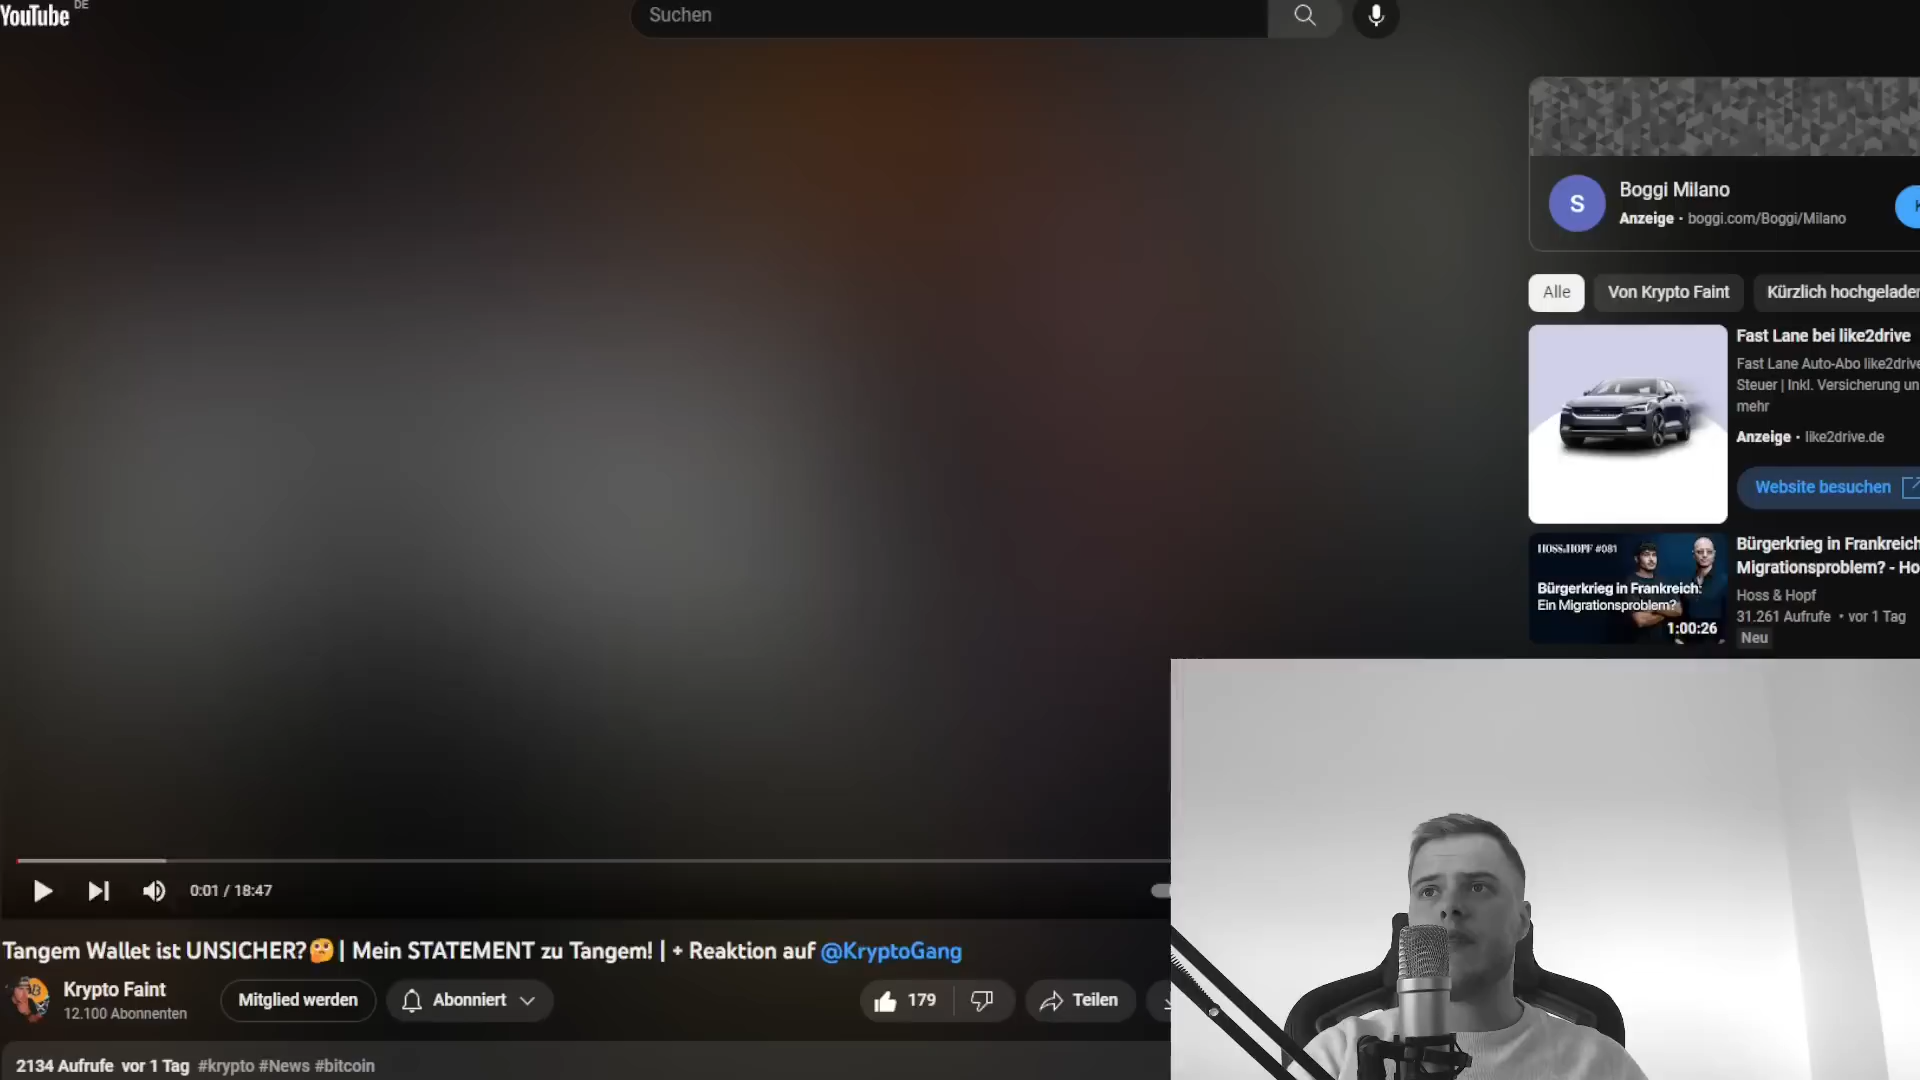 YouTube DE
Suchen
S
Boggi Milano
Anzeige · boggi.com/Boggi/Milano
Alle
Von Krypto Faint
Kürzlich hochgeladen
Fast Lane bei like2drive
Fast Lane Auto-Abo like2drive
Steuer | Inkl. Versicherung un
mehr
Anzeige · like2drive.de
Website besuchen
HOSS&HOPF #081
Bürgerkrieg in Frankreich:
Ein Migrationsproblem?
1:00:26
Bürgerkrieg in Frankreich
Migrationsproblem? - Ho
Hoss & Hopf
31.261 Aufrufe · vor 1 Tag
Neu
0:01 / 18:47
Tangem Wallet ist UNSICHER?🤔 | Mein STATEMENT zu Tangem! | + Reaktion auf @KryptoGang
Krypto Faint
12.100 Abonnenten
Mitglied werden
Abonniert
179
Teilen
2134 Aufrufe vor 1 Tag #krypto #News #bitcoin